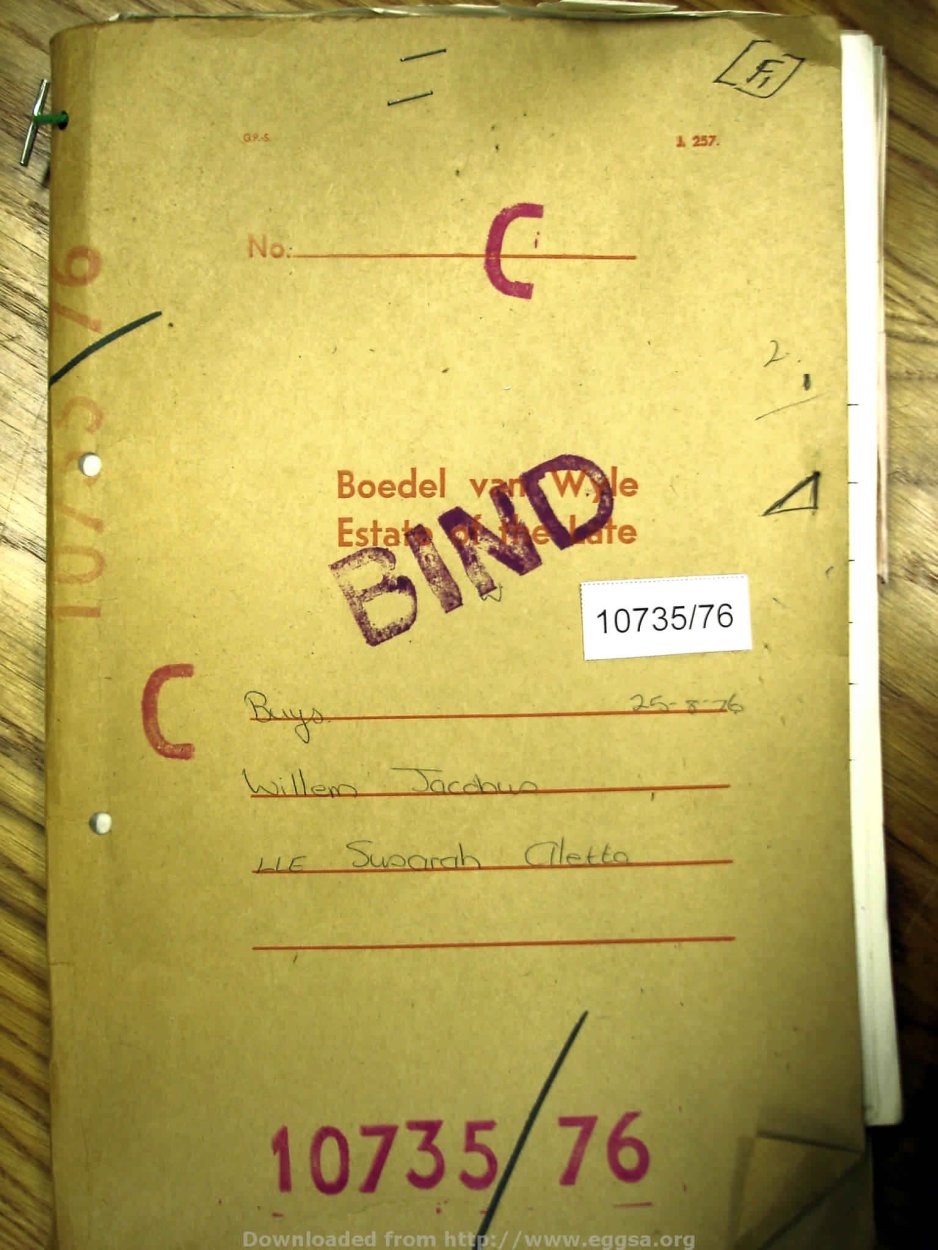 [F1]
G.P.-S. J. 257.
No:
C
10735/76
2.
Boedel van Wyle
Estate of the Late
BIND
10735/76
C
Buys 25-8-76
Willem Jacobus
LLE Susarah Aletta
10735/76
Downloaded from http://www.eggsa.org